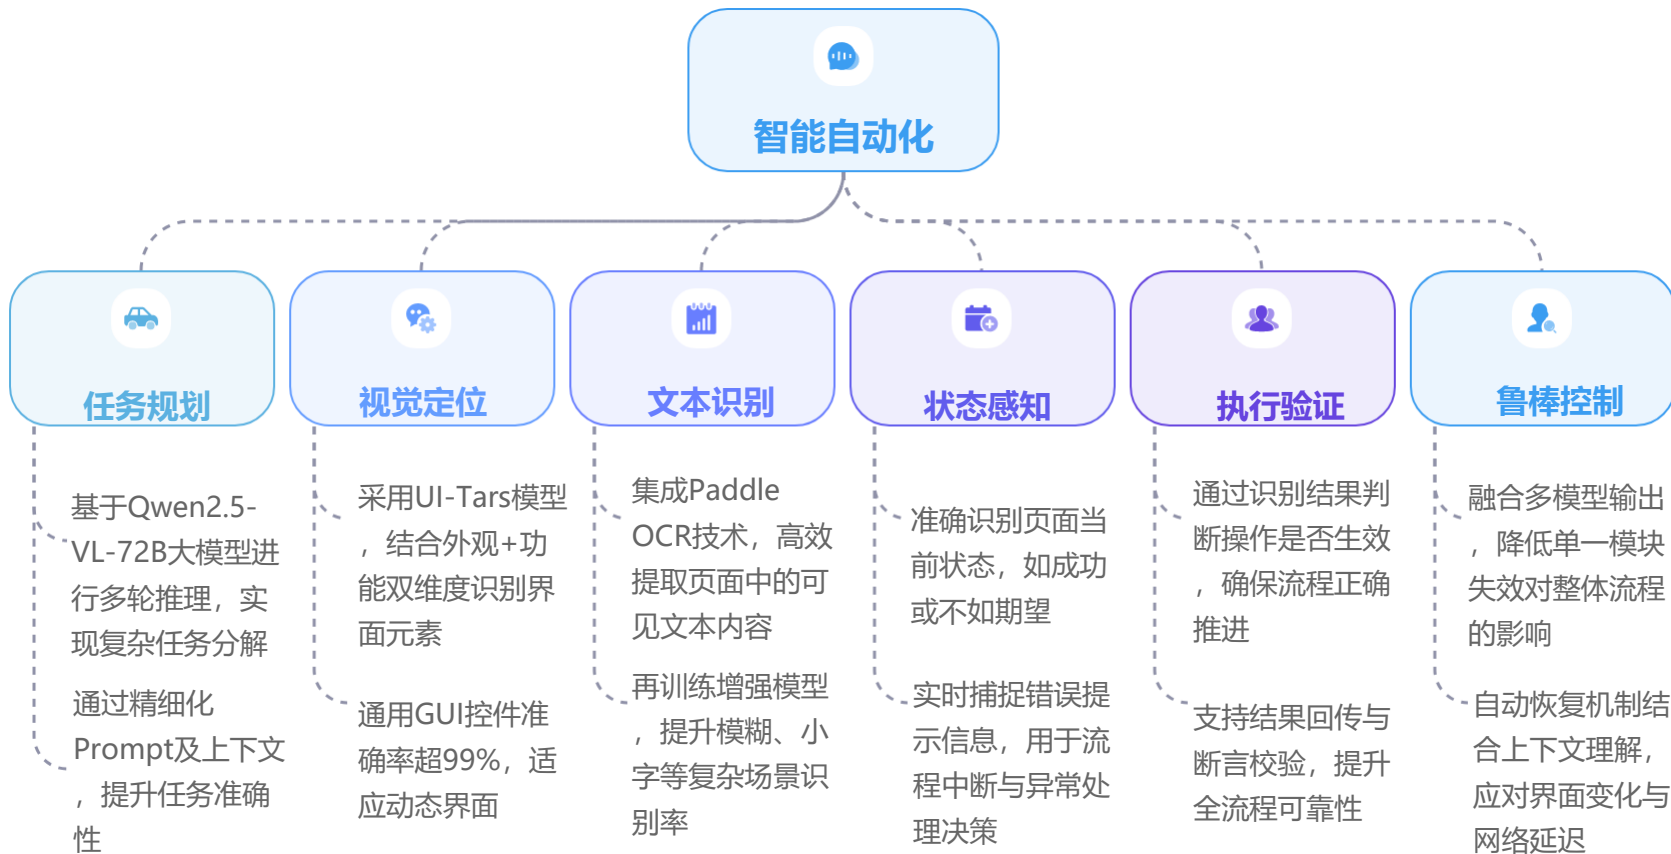 智能自动化
任务规划
基于Qwen2.5-
VL-72B大模型进
行多轮推理，实
现复杂任务分解
通过精细化
Prompt及上下文
，提升任务准确
性
视觉定位
采用UI-Tars模型
，结合外观+功
能双维度识别界
面元素
通用GUI控件准
确率超99%，适
应动态界面
文本识别
集成Paddle
OCR技术，高效
提取页面中的可
见文本内容
再训练增强模型
，提升模糊、小
字等复杂场景识
别率
状态感知
准确识别页面当
前状态，如成功
或不如期望
实时捕捉错误提
示信息，用于流
程中断与异常处
理决策
执行验证
通过识别结果判
断操作是否生效
，确保流程正确
推进
支持结果回传与
断言校验，提升
全流程可靠性
鲁棒控制
融合多模型输出
，降低单一模块
失效对整体流程
的影响
自动恢复机制结
合上下文理解，
应对界面变化与
网络延迟